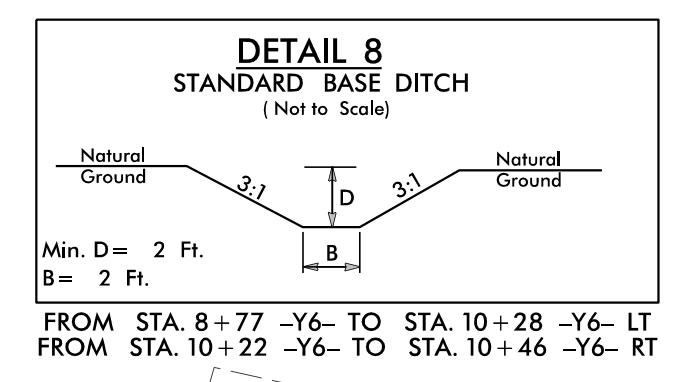 DETAIL 8
STANDARD BASE DITCH
( Not to Scale)
Natural
Ground
3:1
D
3:1
Natural
Ground
Min. D= 2 Ft.
B
B= 2 Ft.
FROM STA. 8+77 -Y6- TO STA. 10+28 -Y6- LT
FROM STA. 10+22 -Y6- TO STA. 10+46 -Y6- RT